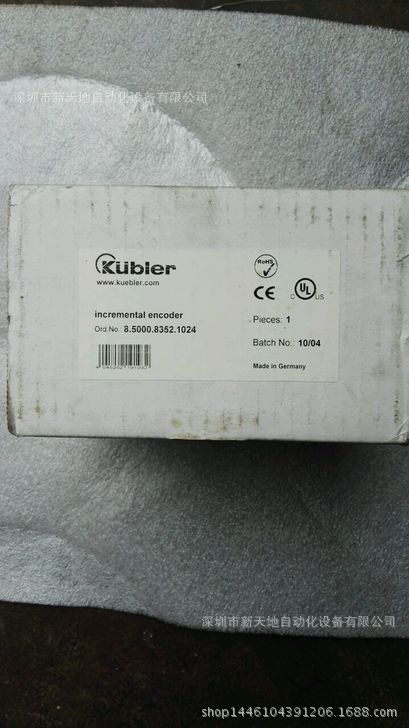 深圳市新天地自动化设备有限公司
Kübler
www.kuebler.com
RoHS
CE
C UL US
incremental encoder
Pieces: 1
Ord.No.: 8.5000.8352.1024
Batch No.: 10/04
Made in Germany
深圳市新天地自动化设备有限公司
shop1446104391206.1688.com